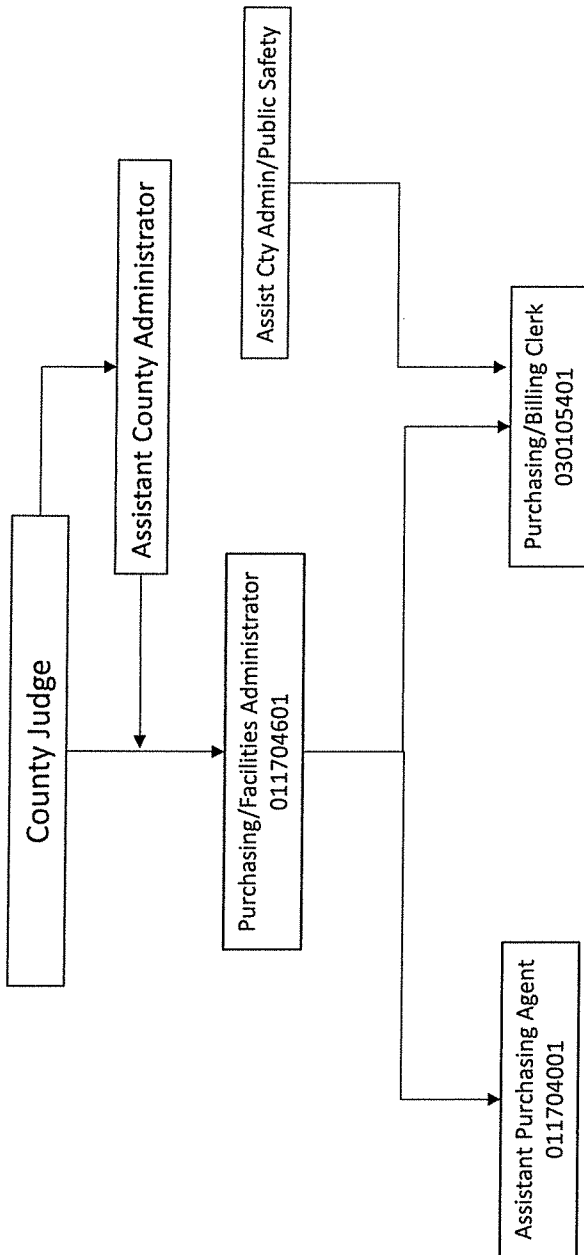 County Judge
Assistant County Administrator
Assist Cty Admin/Public Safety
Purchasing/Facilities Administrator
011704601
Assistant Purchasing Agent
011704001
Purchasing/Billing Clerk
030105401